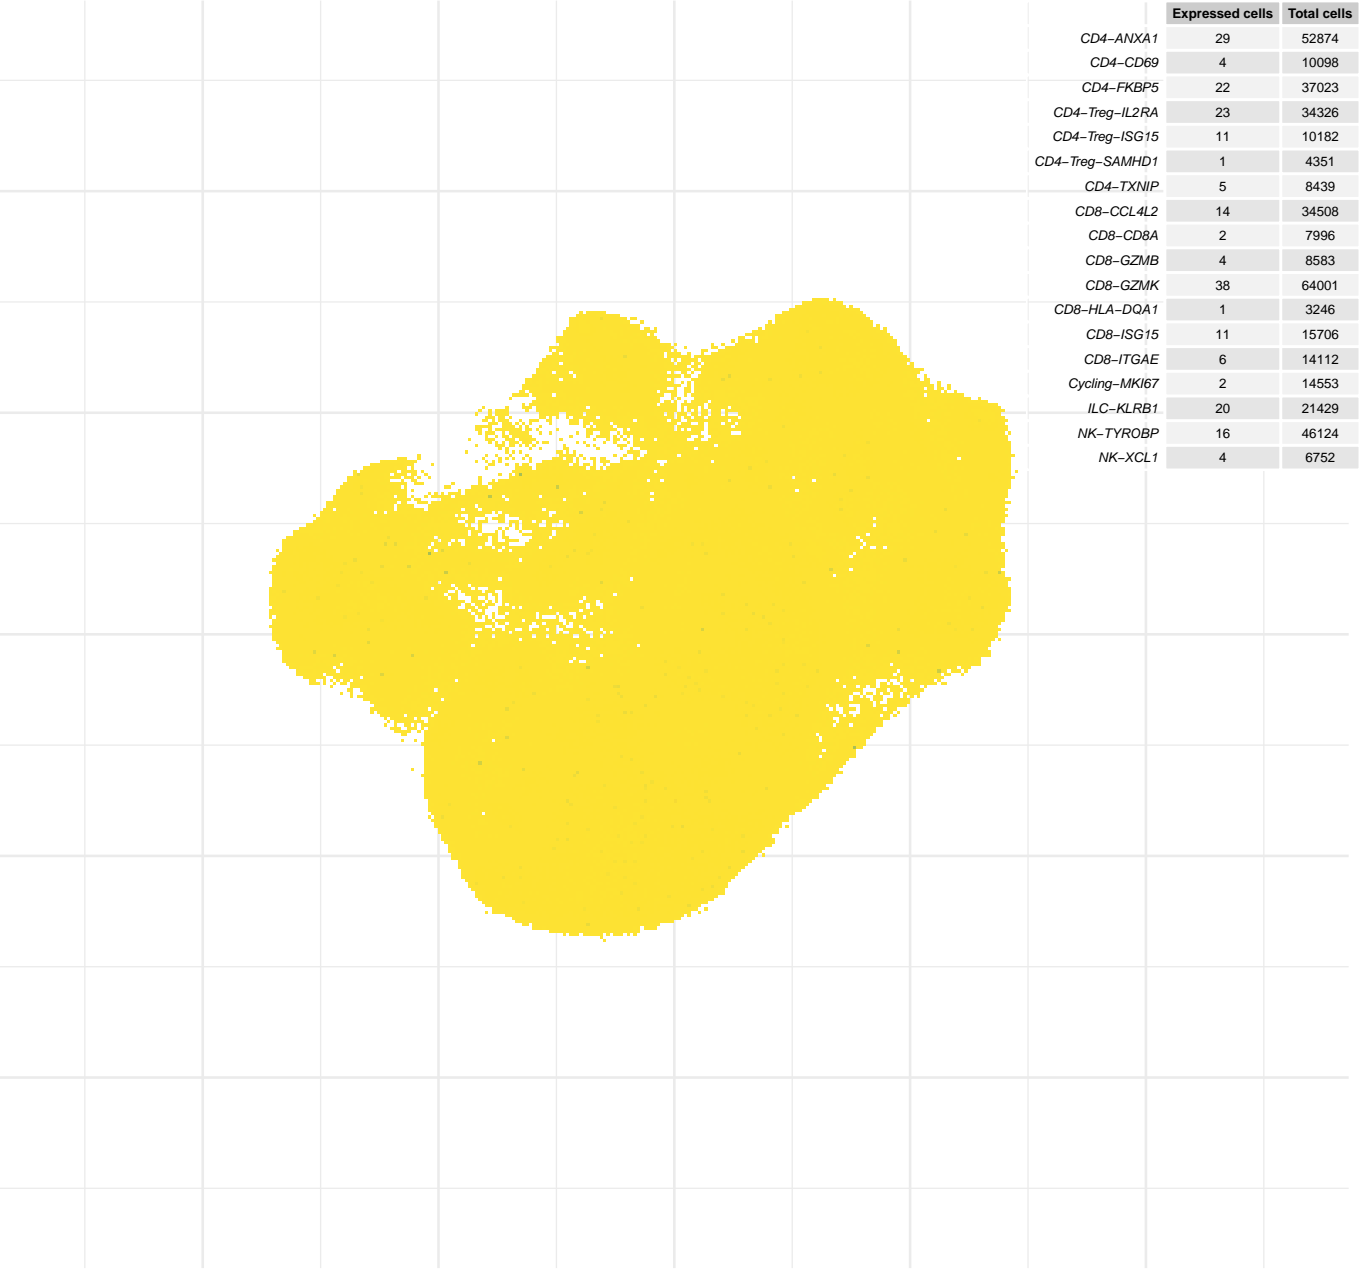 Expressed cells Total cells
CD4−ANXA1 29 52874
CD4−CD69 4 10098
CD4−FKBP5 22 37023
CD4−Treg−IL2RA 23 34326
CD4−Treg−ISG15 11 10182
CD4−Treg−SAMHD1 1 4351
CD4−TXNIP 5 8439
CD8−CCL4L2 14 34508
CD8−CD8A 2 7996
CD8−GZMB 4 8583
CD8−GZMK 38 64001
CD8−HLA−DQA1 1 3246
CD8−ISG15 11 15706
CD8−ITGAE 6 14112
Cycling−MKI67 2 14553
ILC−KLRB1 20 21429
NK−TYROBP 16 46124
NK−XCL1 4 6752